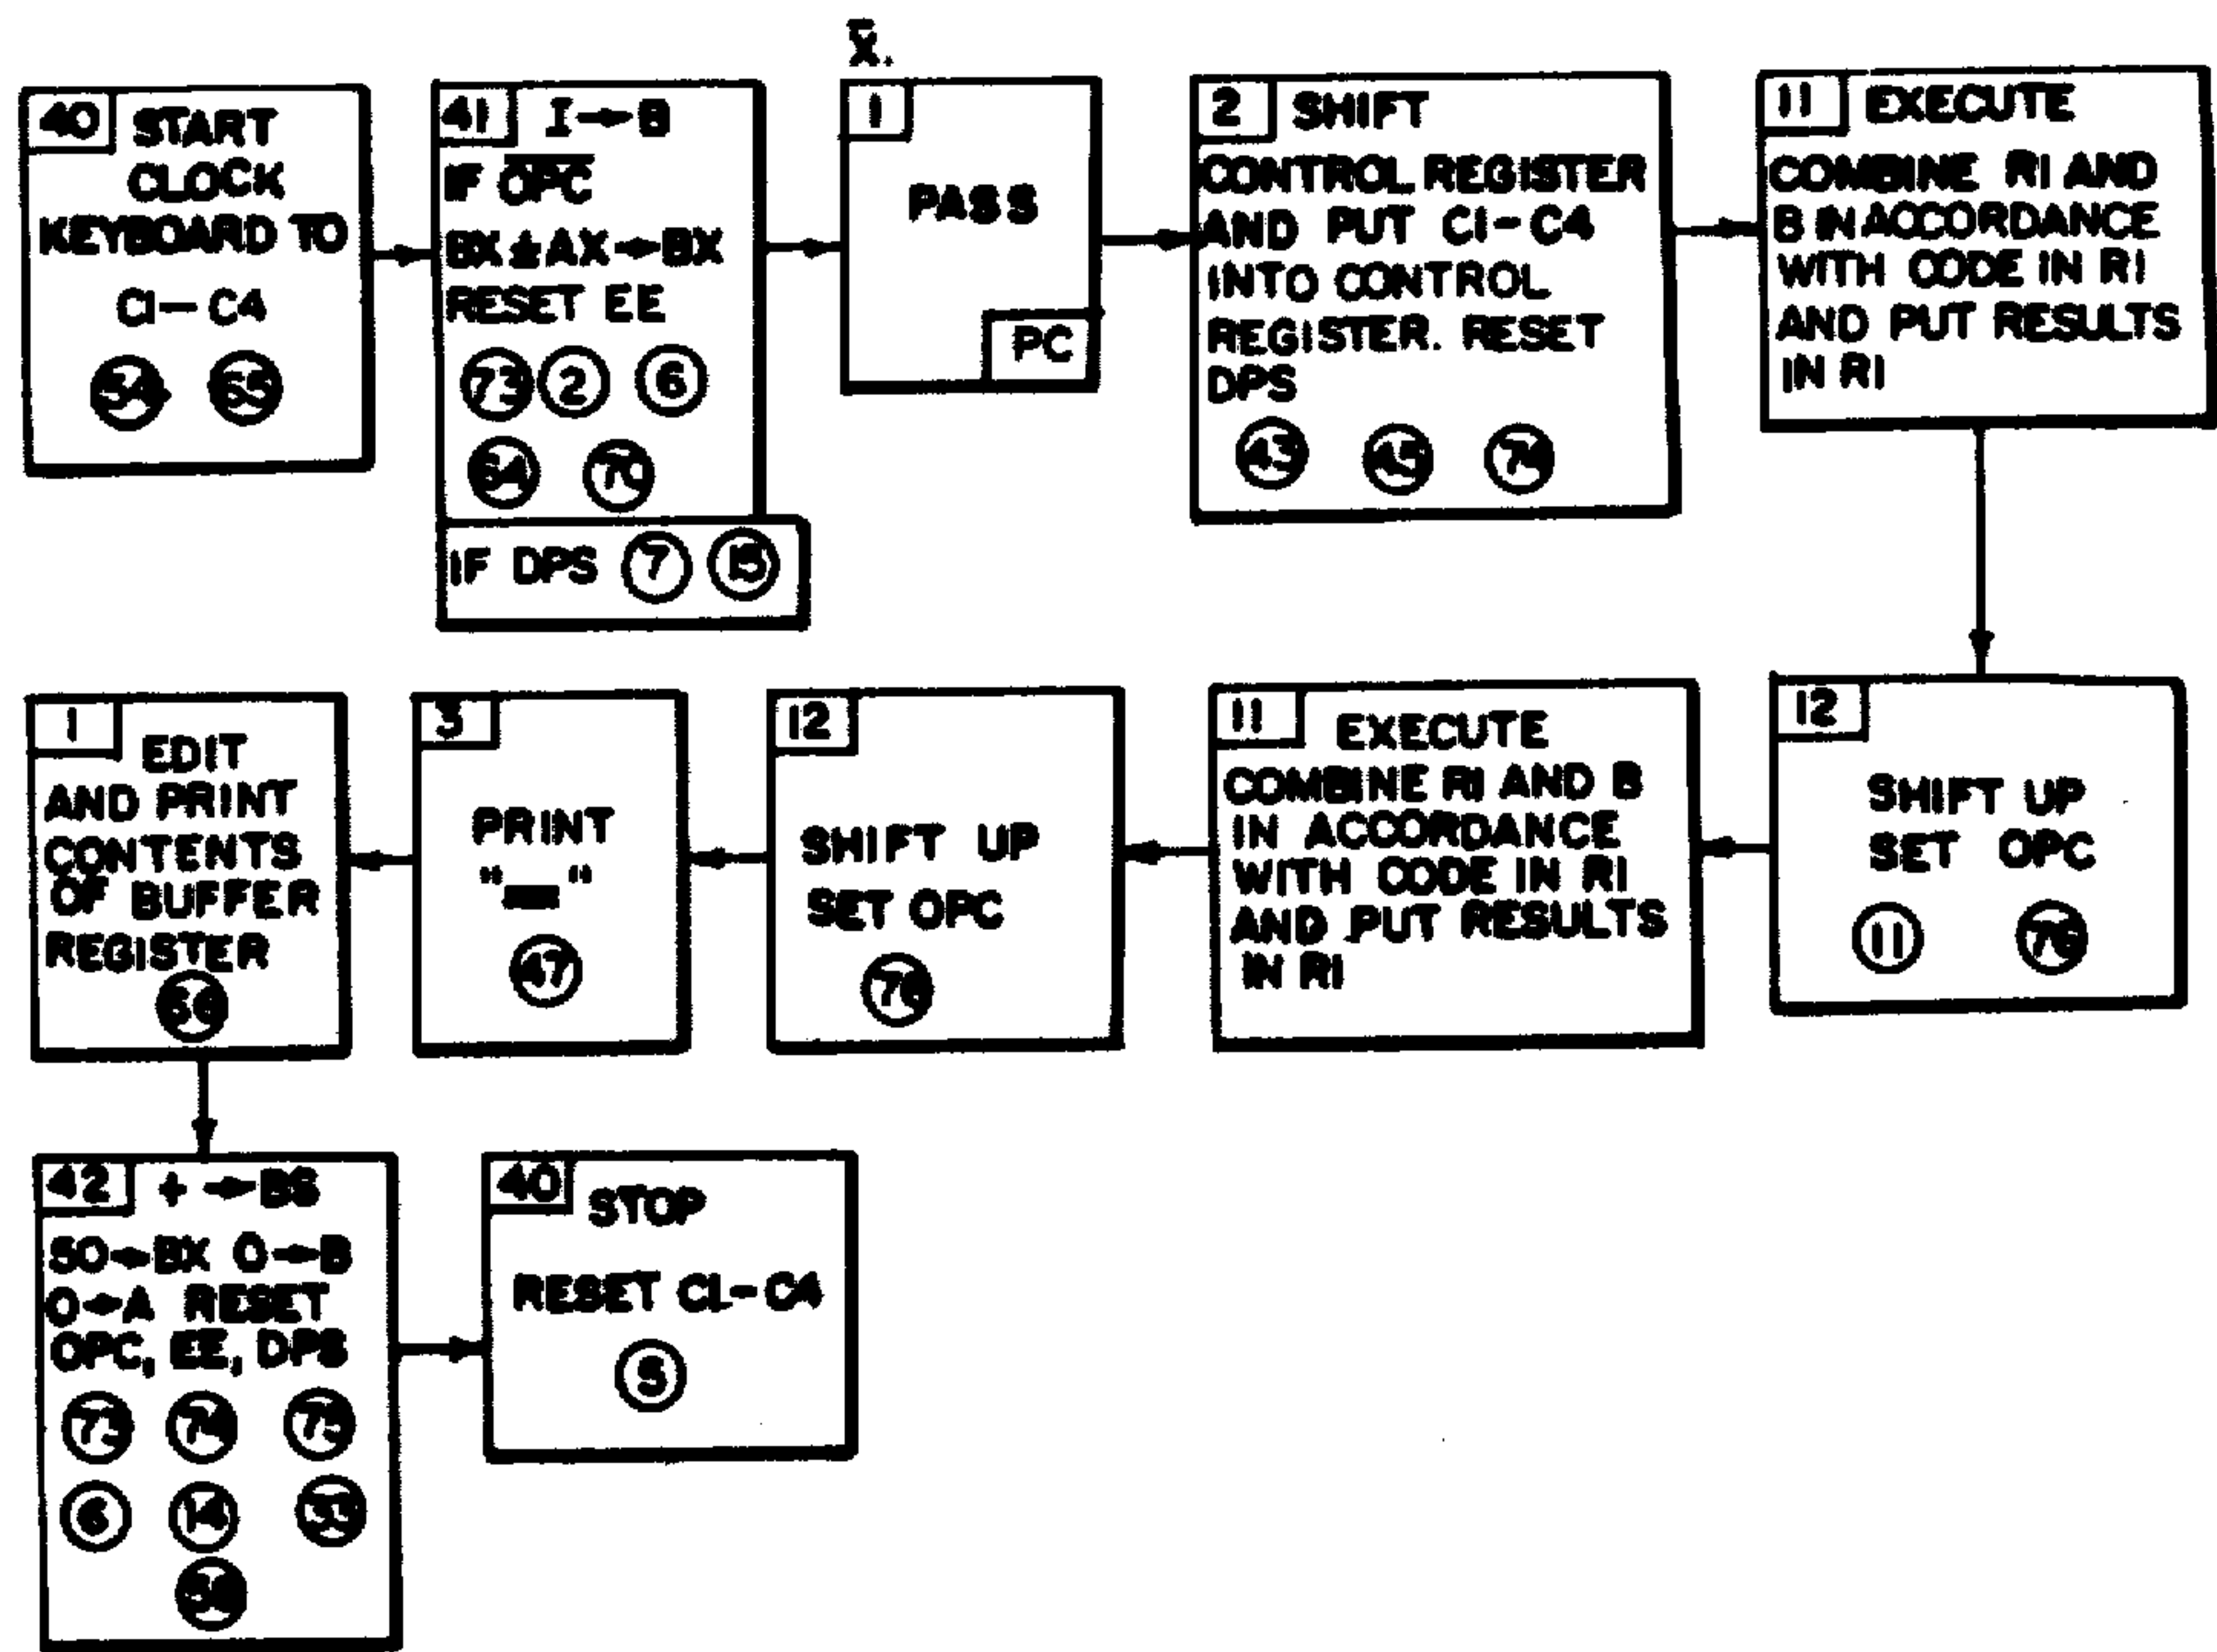 X̄.
40 START
CLOCK
KEYBOARD TO
C1-C4
34 65
41 I→B
IF O̅P̅C̅
BX±AX→BX
RESET EE
73 2 6
64 70
IF DPS 7 15
1
PASS
PC
2 SHIFT
CONTROL REGISTER
AND PUT C1-C4
INTO CONTROL
REGISTER. RESET
DPS
43 45 74
11 EXECUTE
COMBINE R1 AND
B IN ACCORDANCE
WITH CODE IN R1
AND PUT RESULTS
IN R1
12
SHIFT UP
SET OPC
11 76
11 EXECUTE
COMBINE R1 AND B
IN ACCORDANCE
WITH CODE IN R1
AND PUT RESULTS
IN R1
12
SHIFT UP
SET OPC
76
3
PRINT
"—"
47
1
EDIT
AND PRINT
CONTENTS
OF BUFFER
REGISTER
42 + →BS
50→BX 0→B
0→A RESET
OPC, EE, DPS
73 74 75
6 14
40 STOP
RESET CL-C4